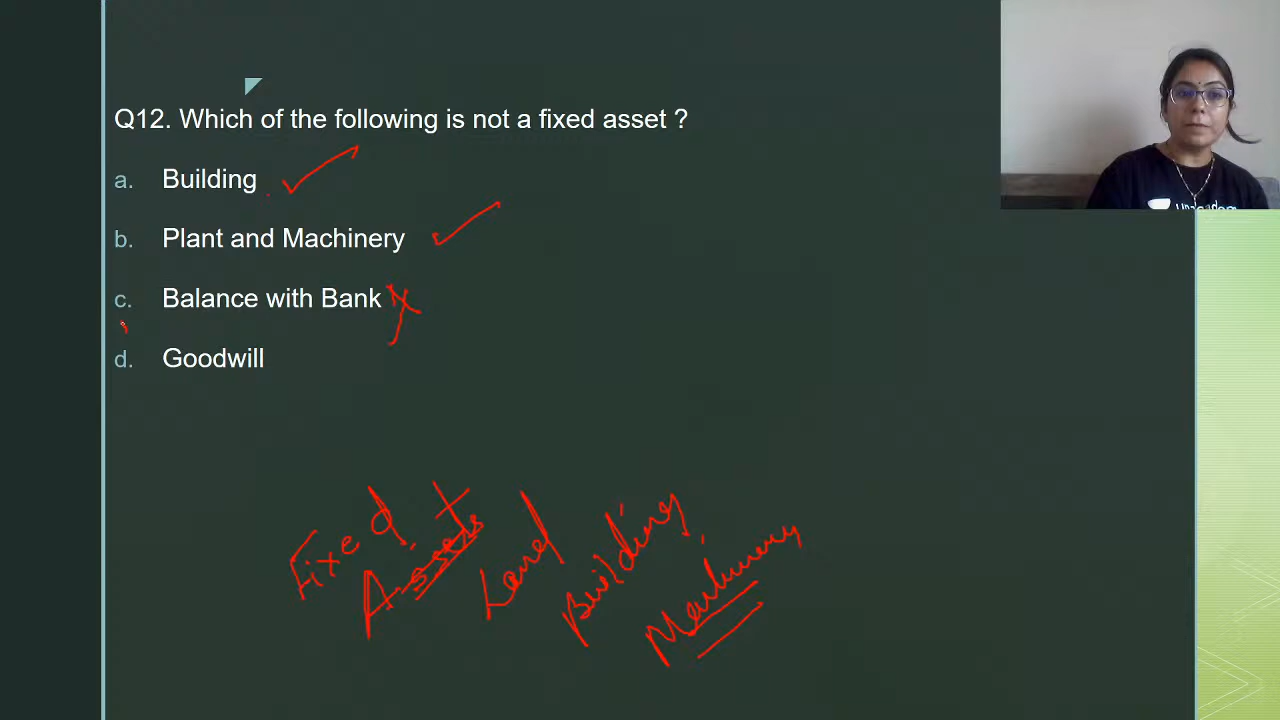 Q12. Which of the following is not a fixed asset ?
a. Building
b. Plant and Machinery
c. Balance with Bank
d. Goodwill
Fixed
Assets
Land
Building
Machinery